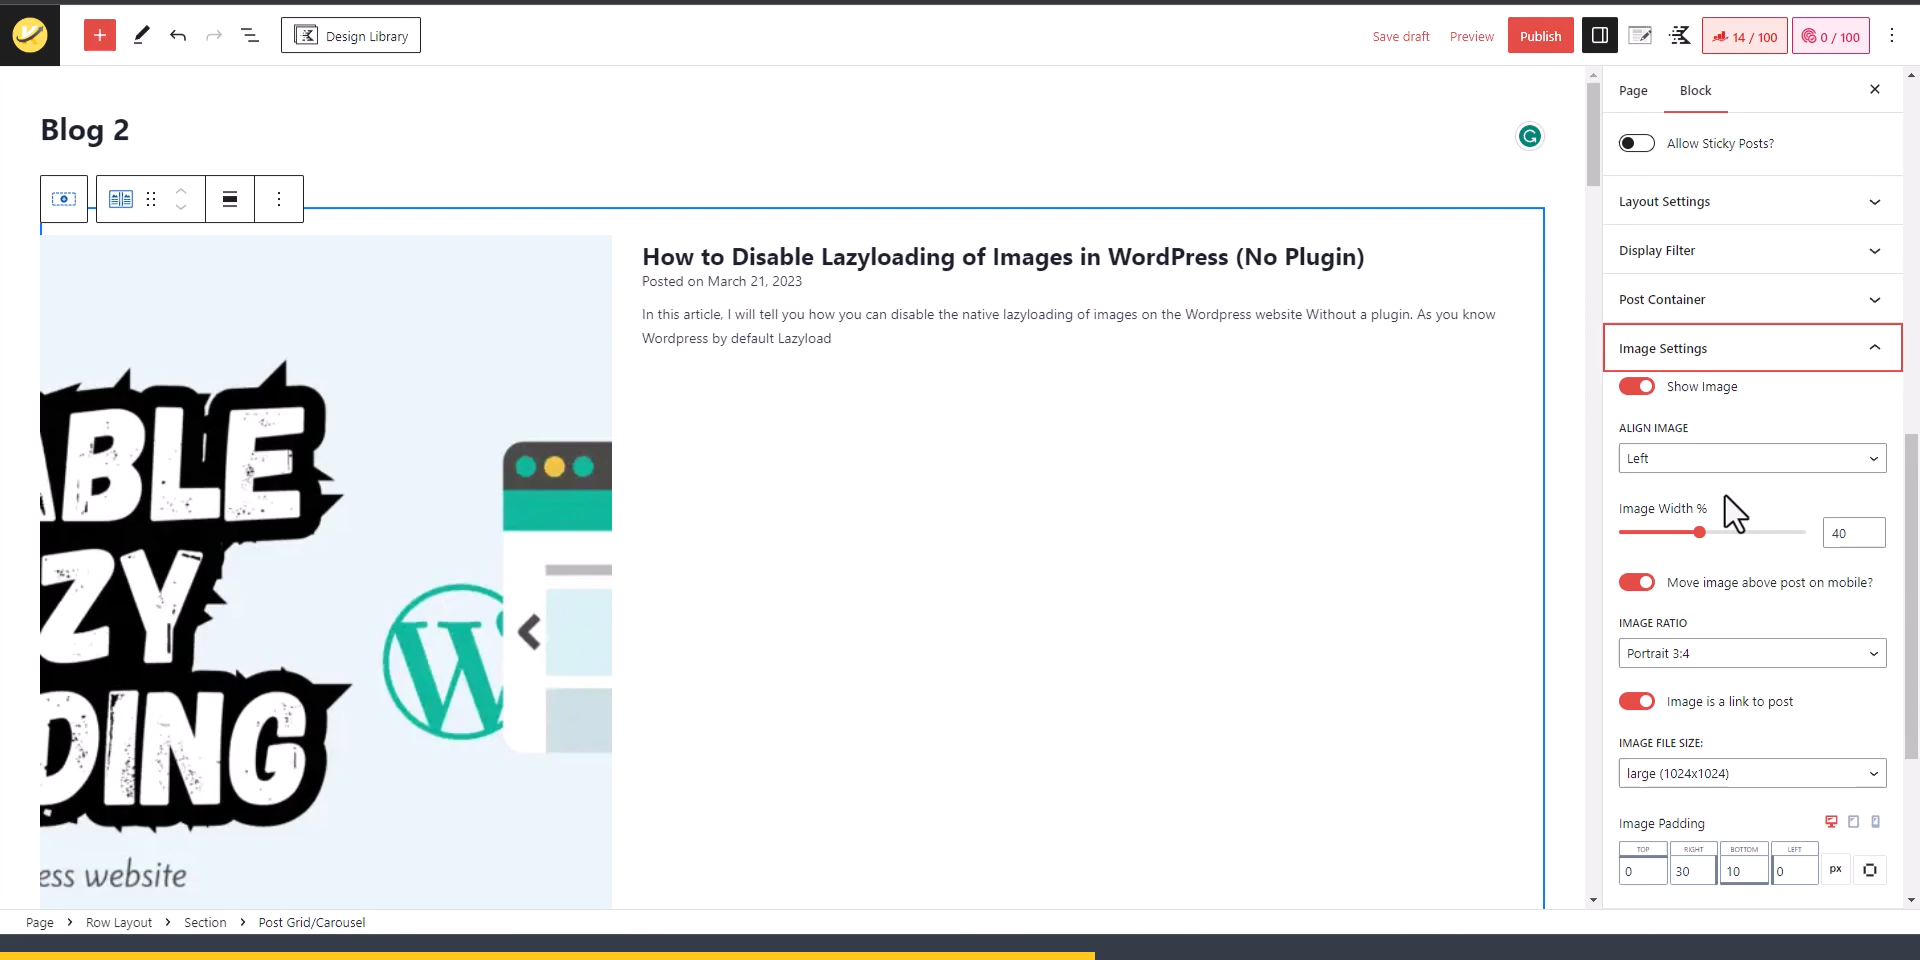 Design Library
Save draft
Preview
Publish
14 / 100
0 / 100
Blog 2
How to Disable Lazyloading of Images in WordPress (No Plugin)
Posted on March 21, 2023
In this article, I will tell you how you can disable the native lazyloading of images on the Wordpress website Without a plugin. As you know
Wordpress by default Lazyload
ABLE
ZY
DING
ess website
Page
Block
Allow Sticky Posts?
Layout Settings
Display Filter
Post Container
Image Settings
Show Image
ALIGN IMAGE
Left
Image Width %
40
Move image above post on mobile?
IMAGE RATIO
Portrait 3:4
Image is a link to post
IMAGE FILE SIZE:
large (1024x1024)
Image Padding
TOP RIGHT BOTTOM LEFT
0 30 10 0 px
Page > Row Layout > Section > Post Grid/Carousel